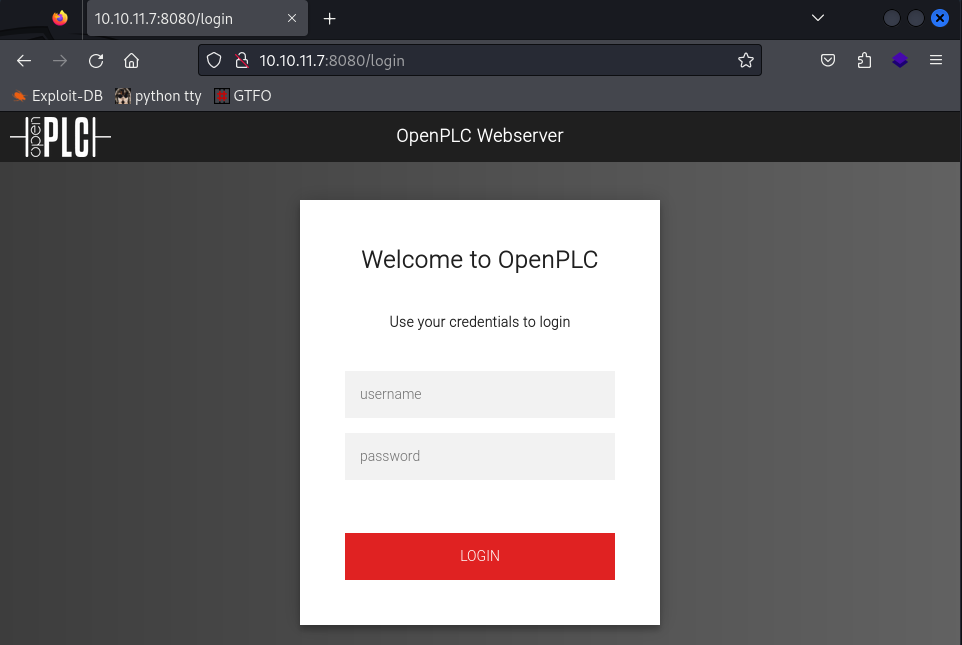 10.10.11.7:8080/login
10.10.11.7:8080/login
Exploit-DB python tty GTFO
open PLC OpenPLC Webserver
Welcome to OpenPLC
Use your credentials to login
username
password
LOGIN